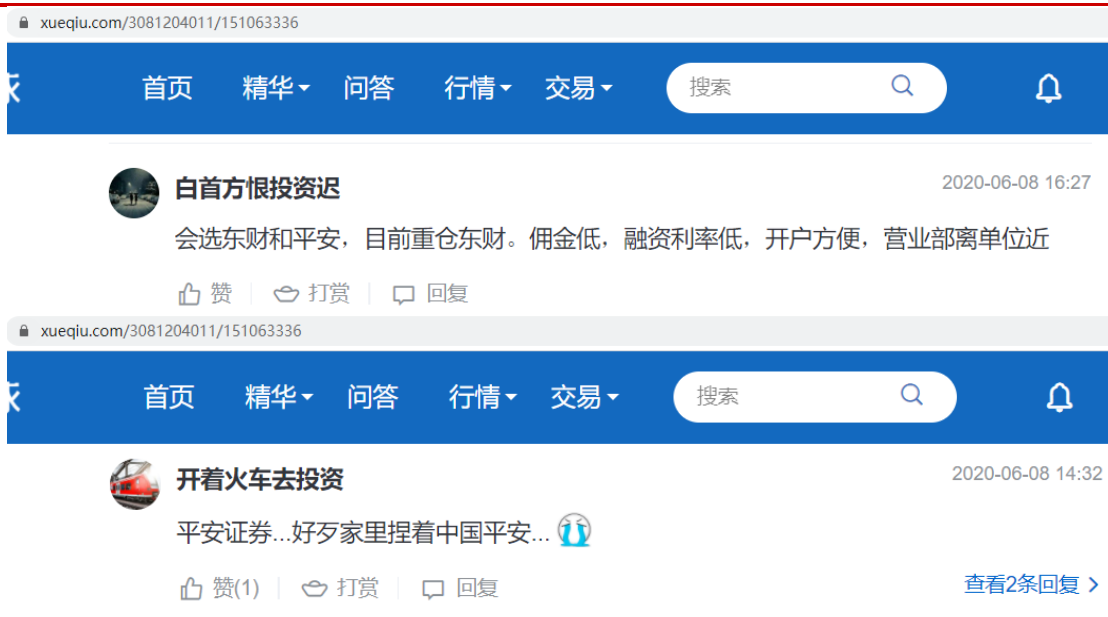 xueqiu.com/3081204011/151063336
首页 精华 问答 行情 交易 搜索
白首方恨投资迟 2020-06-08 16:27
会选东财和平安，目前重仓东财。佣金低，融资利率低，开户方便，营业部离单位近
赞 打赏 回复
xueqiu.com/3081204011/151063336
首页 精华 问答 行情 交易 搜索
开着火车去投资 2020-06-08 14:32
平安证券...好歹家里捏着中国平安...
赞(1) 打赏 回复 查看2条回复